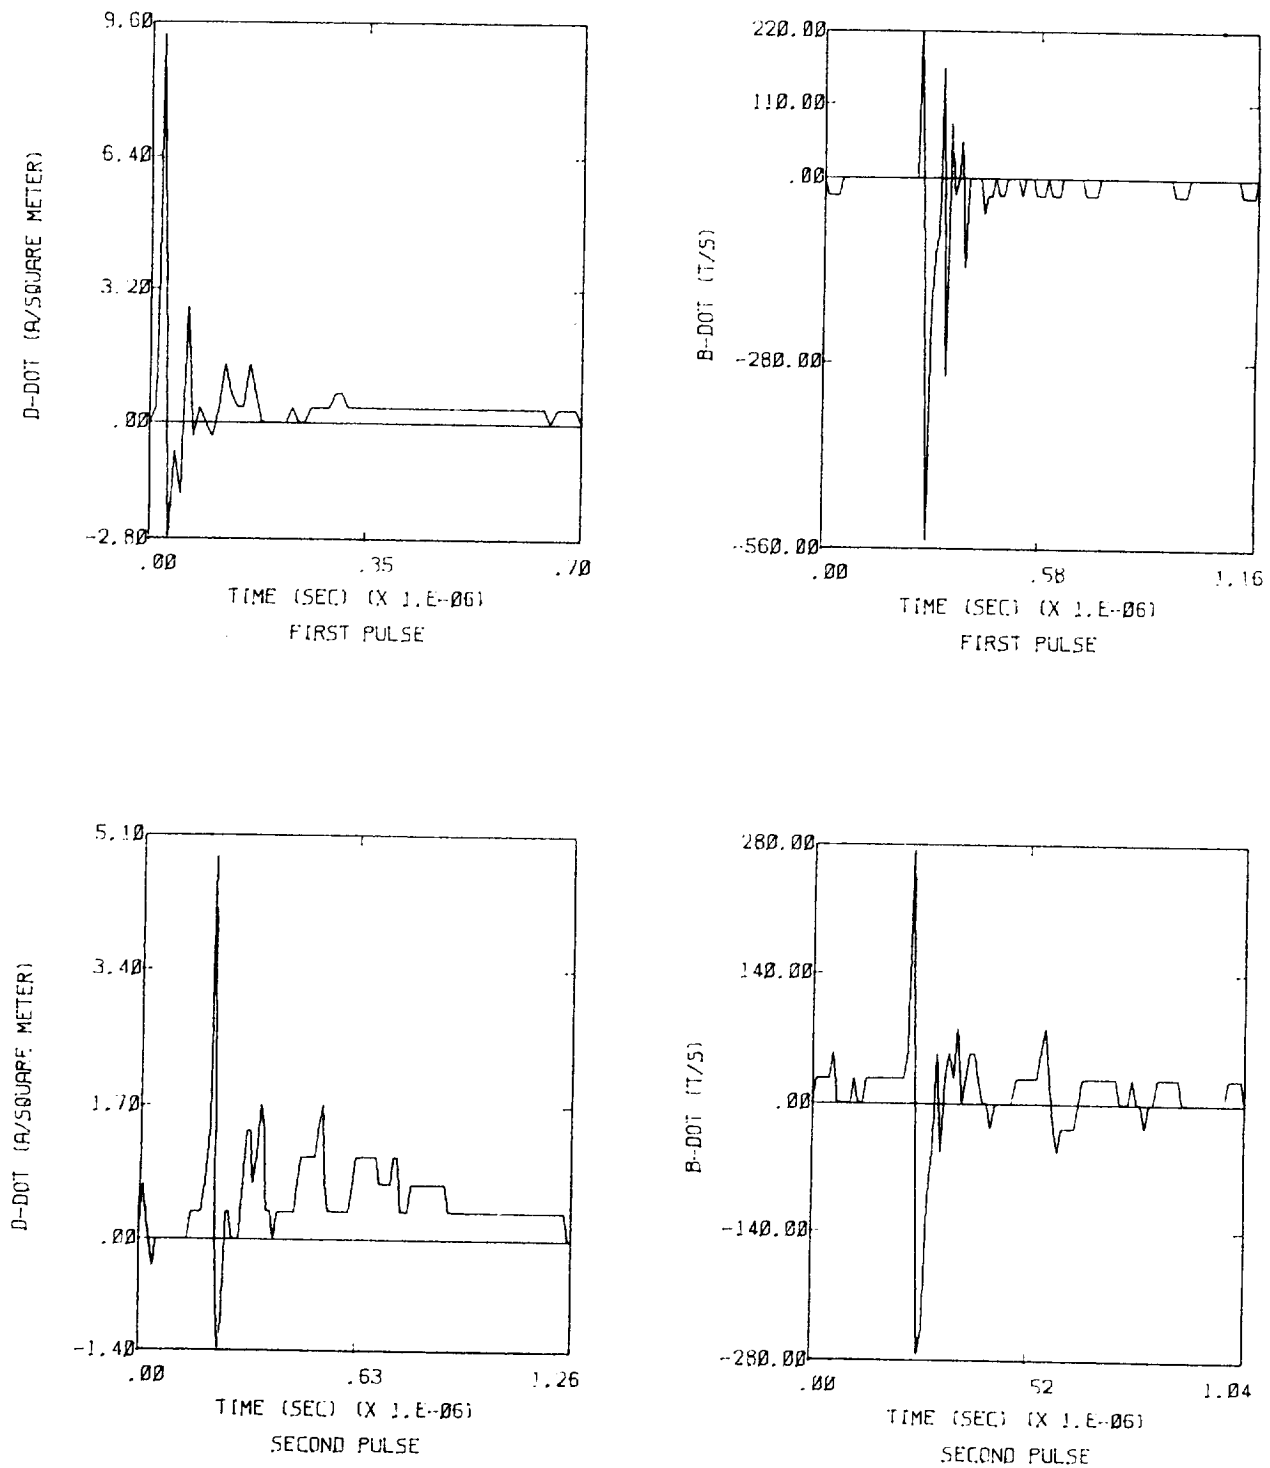 9.60
6.40
3.20
.00
-2.80
D-DOT (A/SQUARE METER)
.00 .35 .70
TIME (SEC) (X 1.E-06)
FIRST PULSE
220.00
110.00
.00
-280.00
-560.00
B-DOT (T/S)
.00 .58 1.16
TIME (SEC) (X 1.E-06)
FIRST PULSE
5.10
3.40
1.70
.00
-1.40
D-DOT (A/SQUARE METER)
.00 .63 1.26
TIME (SEC) (X 1.E-06)
SECOND PULSE
280.00
140.00
.00
-140.00
-280.00
B-DOT (T/S)
.00 52 1.04
TIME (SEC) (X 1.E-06)
SECOND PULSE